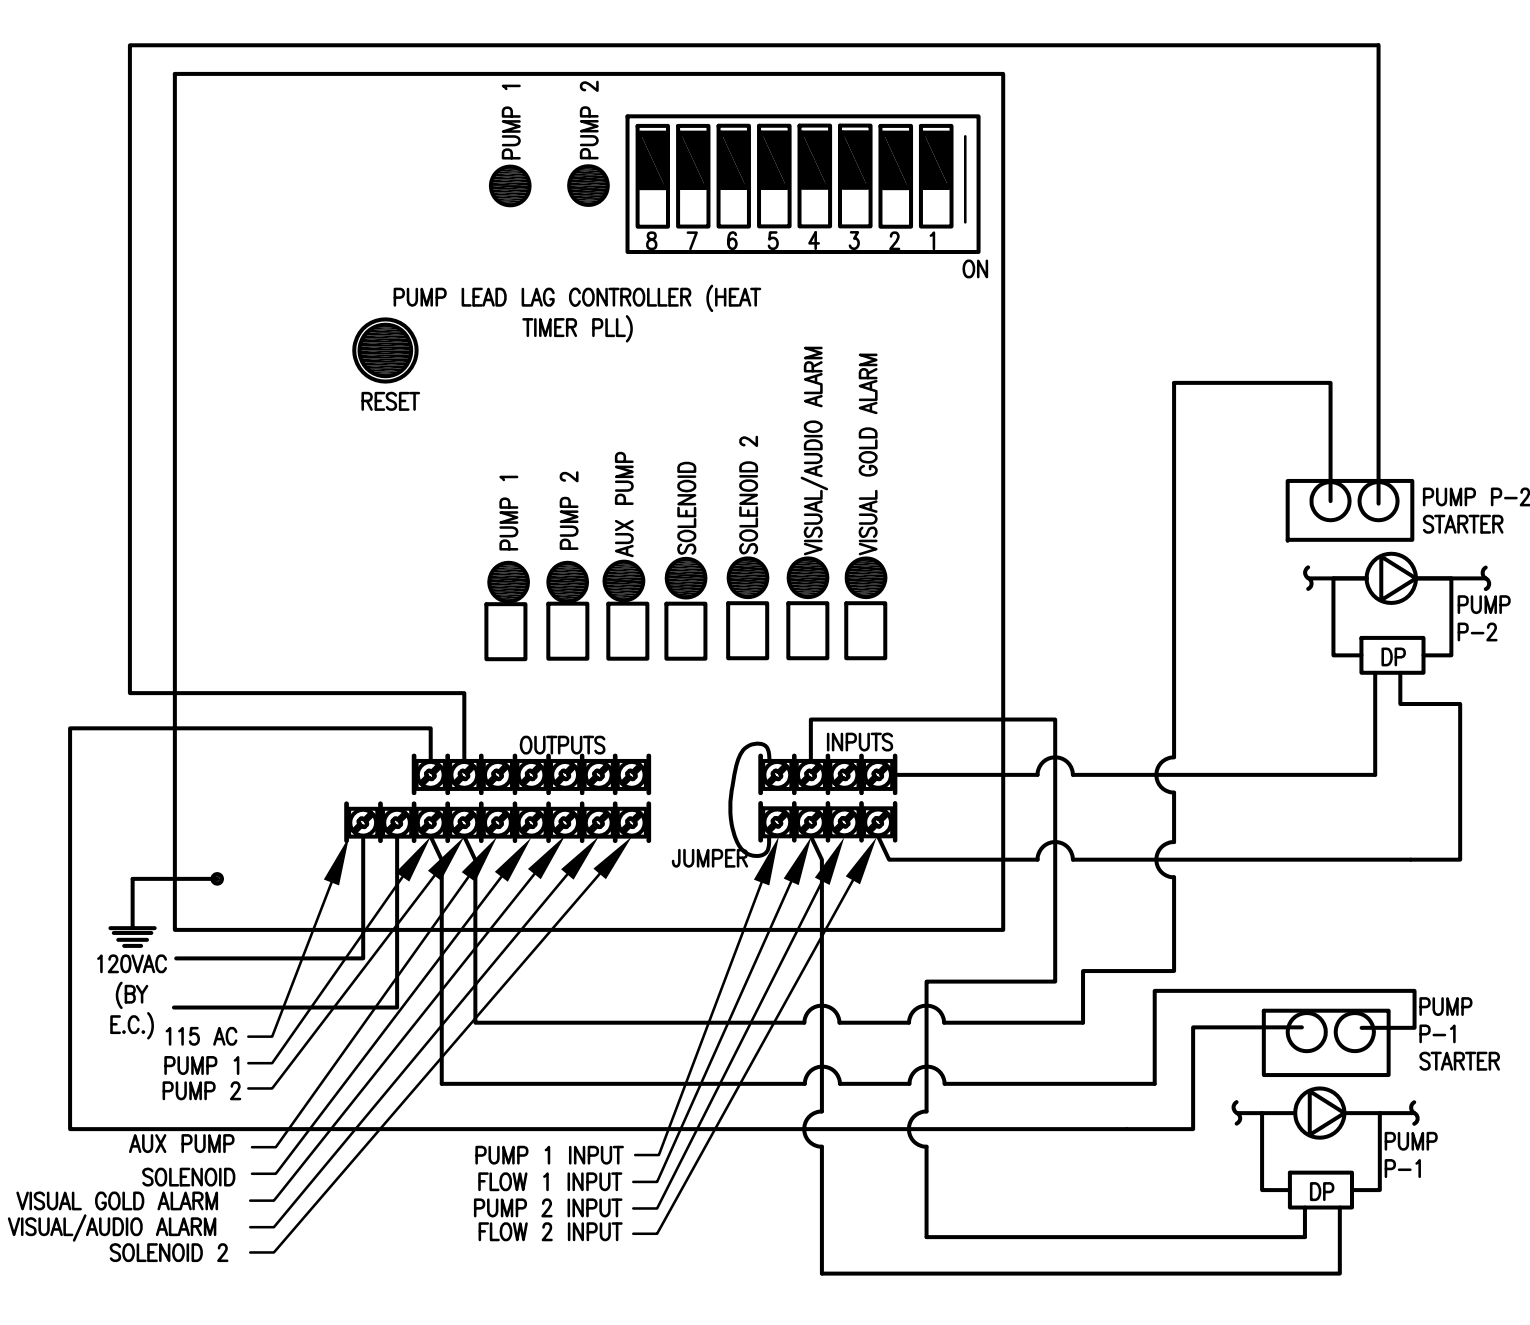 PUMP 1
PUMP 2
8 7 6 5 4 3 2 1
ON
PUMP LEAD LAG CONTROLLER (HEAT
TIMER PLL)
RESET
PUMP 1
PUMP 2
AUX PUMP
SOLENOID
SOLENOID 2
VISUAL/AUDIO ALARM
VISUAL GOLD ALARM
PUMP P-2
STARTER
PUMP
P-2
DP
OUTPUTS
INPUTS
JUMPER
120VAC
(BY
E.C.)
115 AC
PUMP 1
PUMP 2
AUX PUMP
SOLENOID
VISUAL GOLD ALARM
VISUAL/AUDIO ALARM
SOLENOID 2
PUMP 1 INPUT
FLOW 1 INPUT
PUMP 2 INPUT
FLOW 2 INPUT
PUMP
P-1
STARTER
PUMP
P-1
DP